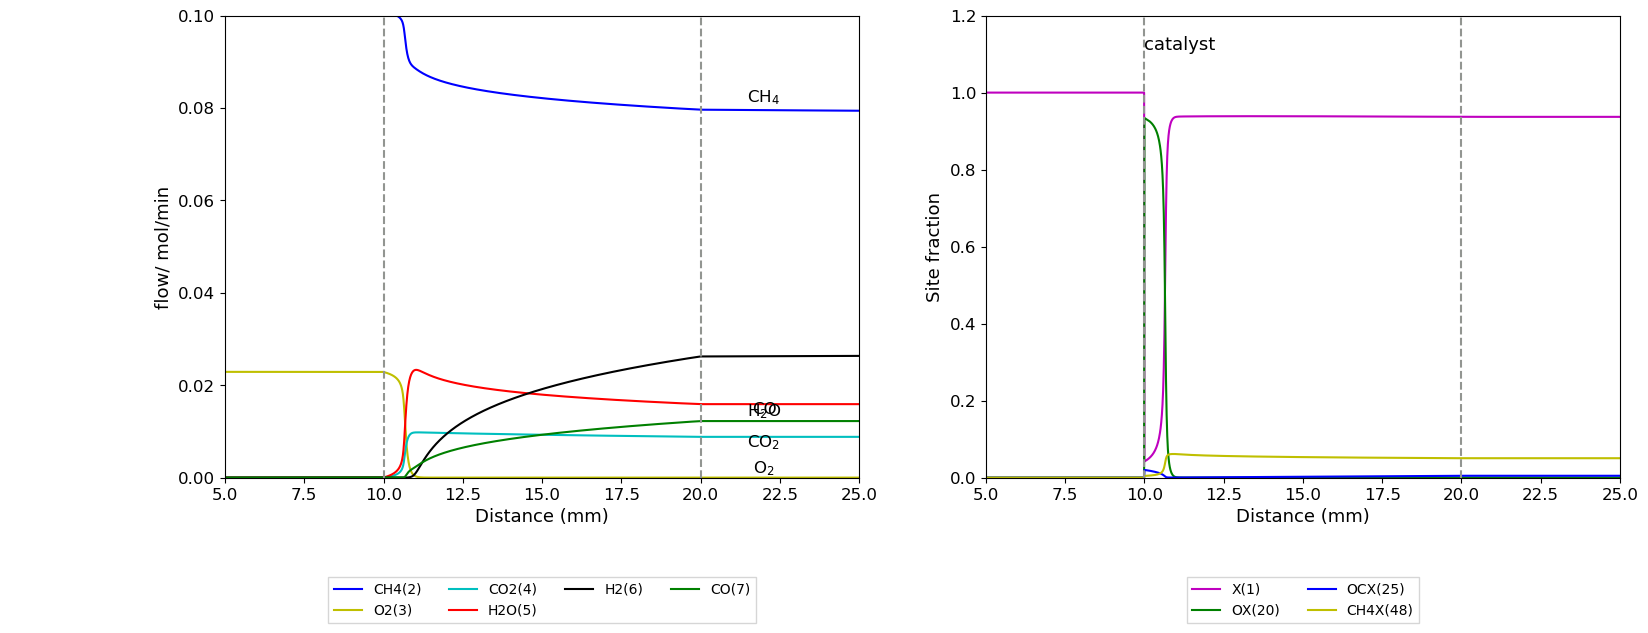 0.10
0.08
0.06
0.04
0.02
0.00
flow/ mol/min
CH₄
CO
H₂O
CO₂
O₂
5.0 7.5 10.0 12.5 15.0 17.5 20.0 22.5 25.0
Distance (mm)
CH4(2) CO2(4) H2(6) CO(7)
O2(3) H2O(5)
1.2
1.0
0.8
0.6
0.4
0.2
0.0
Site fraction
catalyst
5.0 7.5 10.0 12.5 15.0 17.5 20.0 22.5 25.0
Distance (mm)
X(1) OCX(25)
OX(20) CH4X(48)